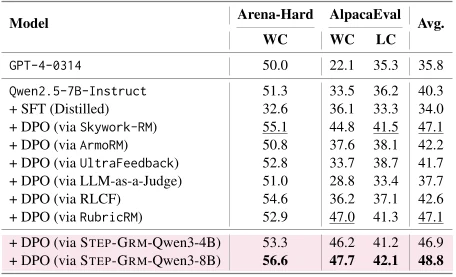 Model Arena-Hard AlpacaEval Avg.
WC WC LC
GPT-4-0314 50.0 22.1 35.3 35.8
Qwen2.5-7B-Instruct 51.3 33.5 36.2 40.3
+ SFT (Distilled) 32.6 36.1 33.3 34.0
+ DPO (via Skywork-RM) 55.1 44.8 41.5 47.1
+ DPO (via ArmoRM) 50.8 37.6 38.1 42.2
+ DPO (via UltraFeedback) 52.8 33.7 38.7 41.7
+ DPO (via LLM-as-a-Judge) 51.0 28.8 33.4 37.7
+ DPO (via RLCF) 54.6 36.2 37.1 42.6
+ DPO (via RubricRM) 52.9 47.0 41.3 47.1
+ DPO (via STEP-GRM-Qwen3-4B) 53.3 46.2 41.2 46.9
+ DPO (via STEP-GRM-Qwen3-8B) 56.6 47.7 42.1 48.8